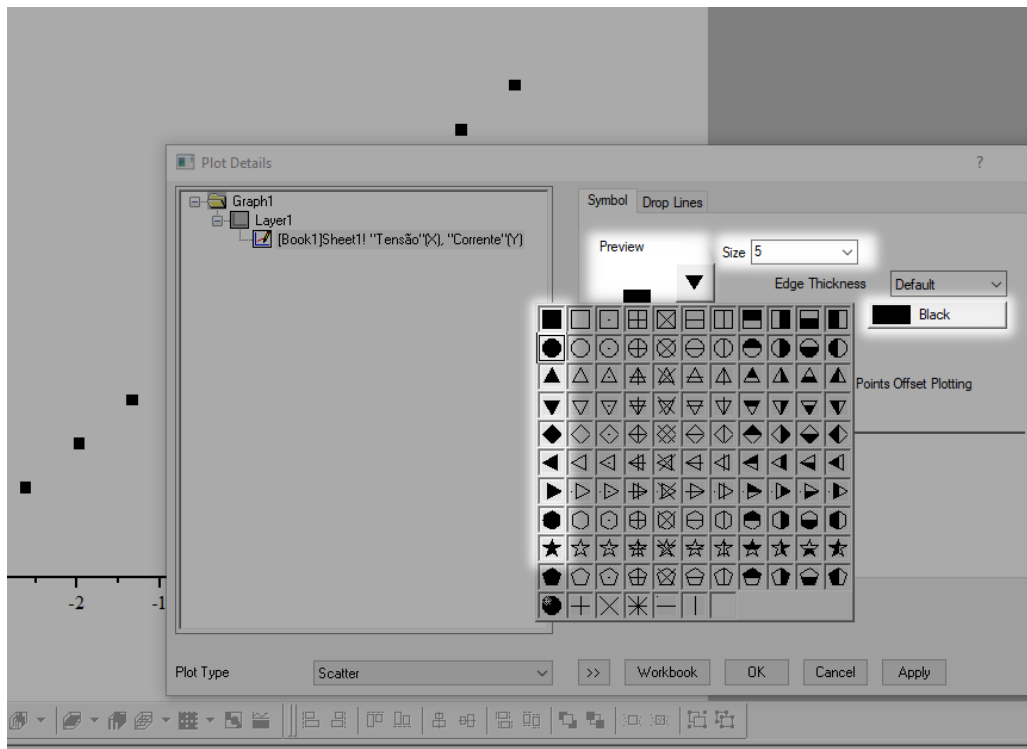 Plot Details
?
Graph1
Layer1
[Book1]Sheet1! "Tensão"(X), "Corrente"(Y)
Symbol
Drop Lines
Preview
Size
5
Edge Thickness
Default
Black
Points Offset Plotting
-2
-1
Plot Type
Scatter
>>
Workbook
OK
Cancel
Apply